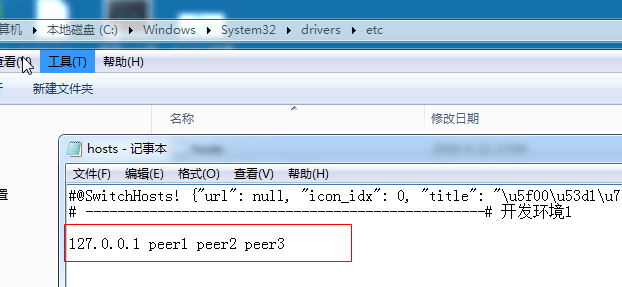 算机 ▸ 本地磁盘 (C:) ▸ Windows ▸ System32 ▸ drivers ▸ etc
查看(V) 工具(T) 帮助(H)
新建文件夹
名称 修改日期
hosts - 记事本
文件(F) 编辑(E) 格式(O) 查看(V) 帮助(H)
#@SwitchHosts! {"url": null, "icon_idx": 0, "title": "\u5f00\u53d1\u7
# --------------------------------------------------# 开发环境1
127.0.0.1 peer1 peer2 peer3
置